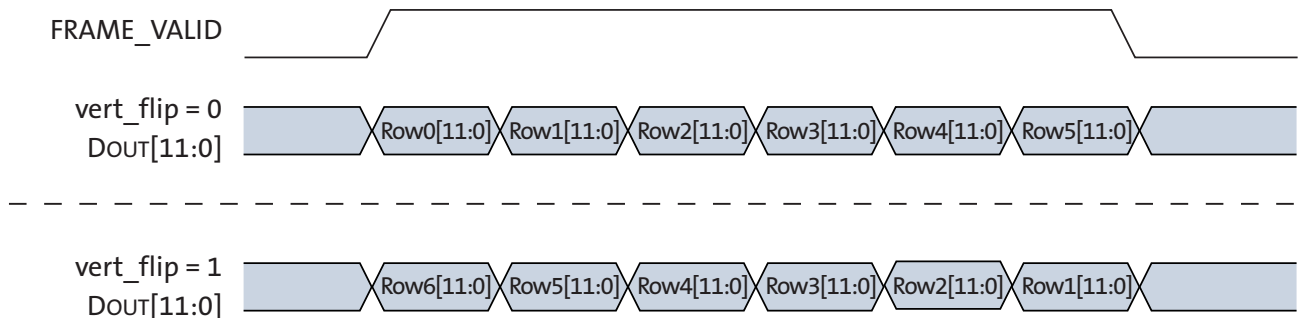 FRAME_VALID
vert_flip = 0
DOUT[11:0]
Row0[11:0] Row1[11:0] Row2[11:0] Row3[11:0] Row4[11:0] Row5[11:0]
vert_flip = 1
DOUT[11:0]
Row6[11:0] Row5[11:0] Row4[11:0] Row3[11:0] Row2[11:0] Row1[11:0]